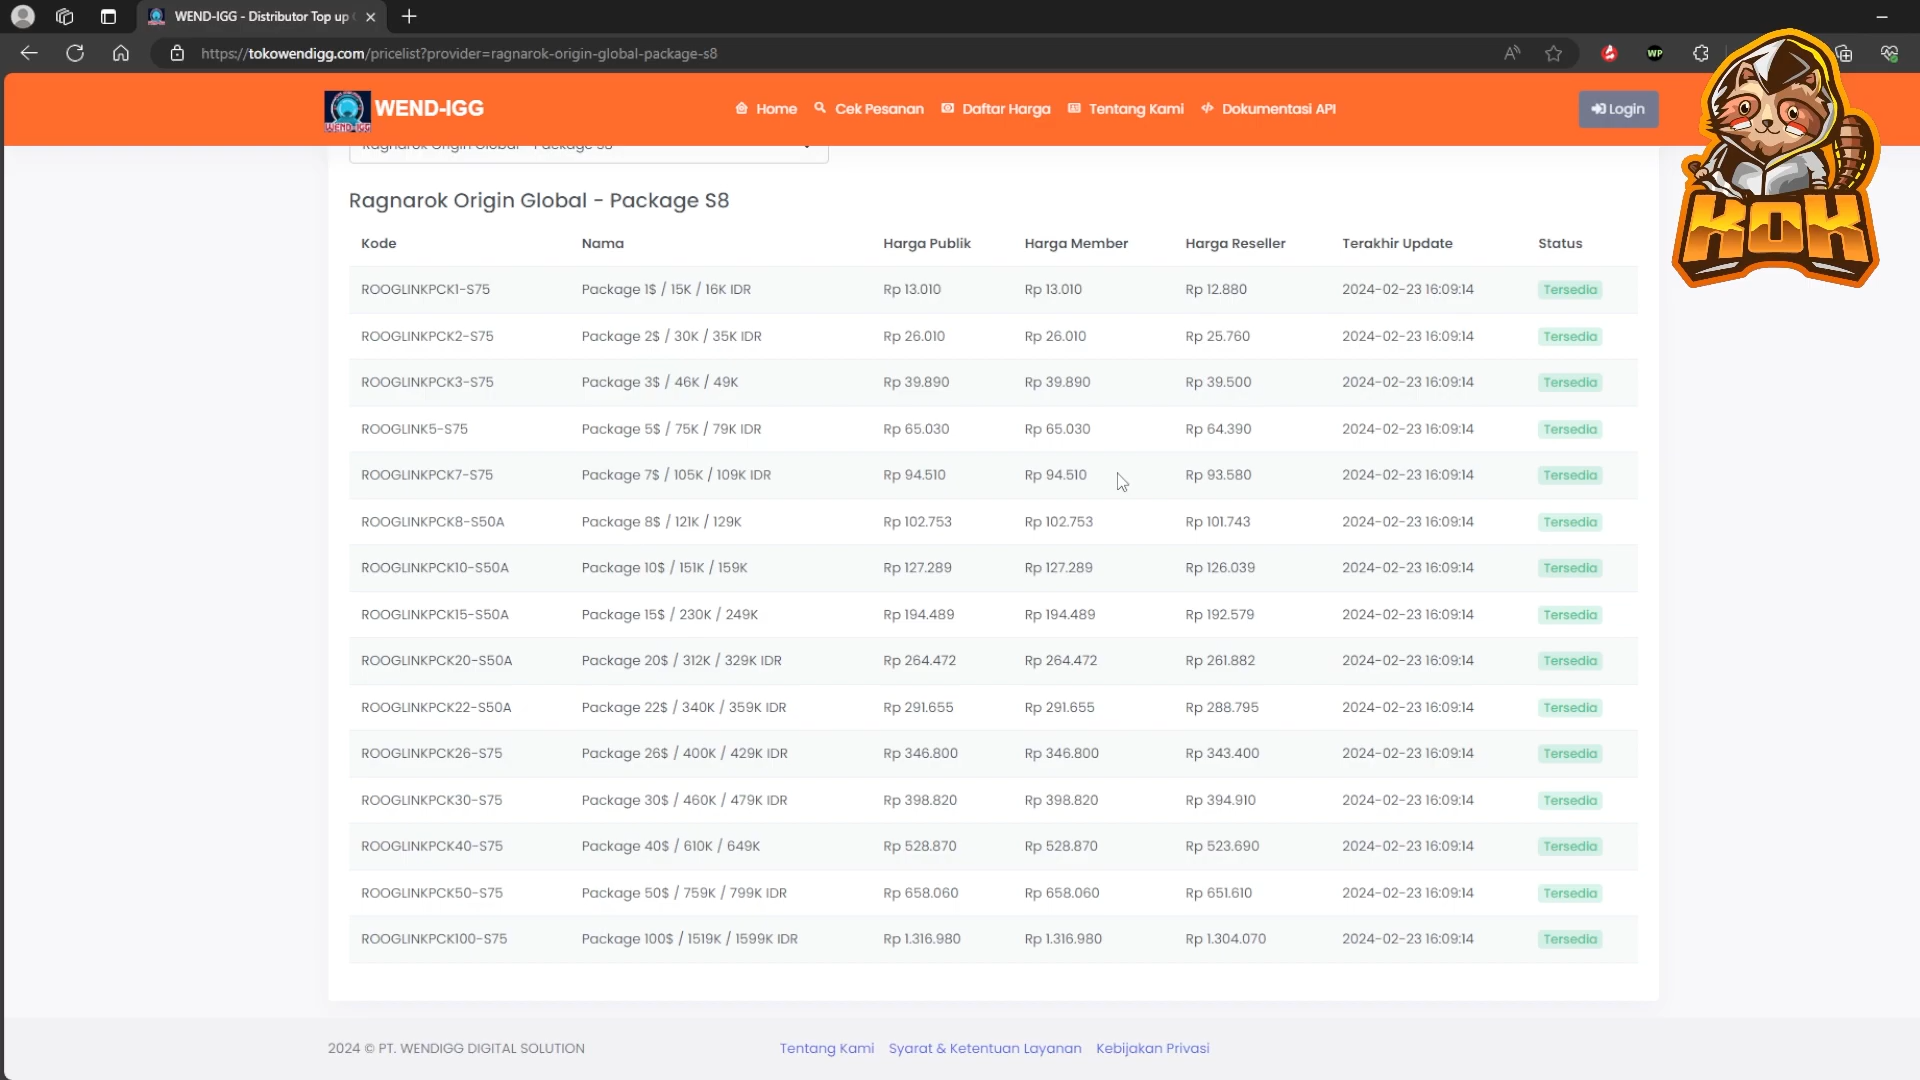 WEND-IGG - Distributor Top up
https://tokowendigg.com/pricelist?provider=ragnarok-origin-global-package-s8
WP
WEND-IGG
WEND-IGG
Home
Cek Pesanan
Daftar Harga
Tentang Kami
Dokumentasi API
Login
KOK
Ragnarok Origin Global - Package S8
Ragnarok Origin Global - Package S8
Kode Nama Harga Publik Harga Member Harga Reseller Terakhir Update Status
ROOGLINKPCK1-S75 Package 1$ / 15K / 16K IDR Rp 13.010 Rp 13.010 Rp 12.880 2024-02-23 16:09:14 Tersedia
ROOGLINKPCK2-S75 Package 2$ / 30K / 35K IDR Rp 26.010 Rp 26.010 Rp 25.760 2024-02-23 16:09:14 Tersedia
ROOGLINKPCK3-S75 Package 3$ / 46K / 49K Rp 39.890 Rp 39.890 Rp 39.500 2024-02-23 16:09:14 Tersedia
ROOGLINK5-S75 Package 5$ / 75K / 79K IDR Rp 65.030 Rp 65.030 Rp 64.390 2024-02-23 16:09:14 Tersedia
ROOGLINKPCK7-S75 Package 7$ / 105K / 109K IDR Rp 94.510 Rp 94.510 Rp 93.580 2024-02-23 16:09:14 Tersedia
ROOGLINKPCK8-S50A Package 8$ / 121K / 129K Rp 102.753 Rp 102.753 Rp 101.743 2024-02-23 16:09:14 Tersedia
ROOGLINKPCK10-S50A Package 10$ / 151K / 159K Rp 127.289 Rp 127.289 Rp 126.039 2024-02-23 16:09:14 Tersedia
ROOGLINKPCK15-S50A Package 15$ / 230K / 249K Rp 194.489 Rp 194.489 Rp 192.579 2024-02-23 16:09:14 Tersedia
ROOGLINKPCK20-S50A Package 20$ / 312K / 329K IDR Rp 264.472 Rp 264.472 Rp 261.882 2024-02-23 16:09:14 Tersedia
ROOGLINKPCK22-S50A Package 22$ / 340K / 359K IDR Rp 291.655 Rp 291.655 Rp 288.795 2024-02-23 16:09:14 Tersedia
ROOGLINKPCK26-S75 Package 26$ / 400K / 429K IDR Rp 346.800 Rp 346.800 Rp 343.400 2024-02-23 16:09:14 Tersedia
ROOGLINKPCK30-S75 Package 30$ / 460K / 479K IDR Rp 398.820 Rp 398.820 Rp 394.910 2024-02-23 16:09:14 Tersedia
ROOGLINKPCK40-S75 Package 40$ / 610K / 649K Rp 528.870 Rp 528.870 Rp 523.690 2024-02-23 16:09:14 Tersedia
ROOGLINKPCK50-S75 Package 50$ / 759K / 799K IDR Rp 658.060 Rp 658.060 Rp 651.610 2024-02-23 16:09:14 Tersedia
ROOGLINKPCK100-S75 Package 100$ / 1519K / 1599K IDR Rp 1.316.980 Rp 1.316.980 Rp 1.304.070 2024-02-23 16:09:14 Tersedia
2024 © PT. WENDIGG DIGITAL SOLUTION
Tentang Kami
Syarat & Ketentuan Layanan
Kebijakan Privasi